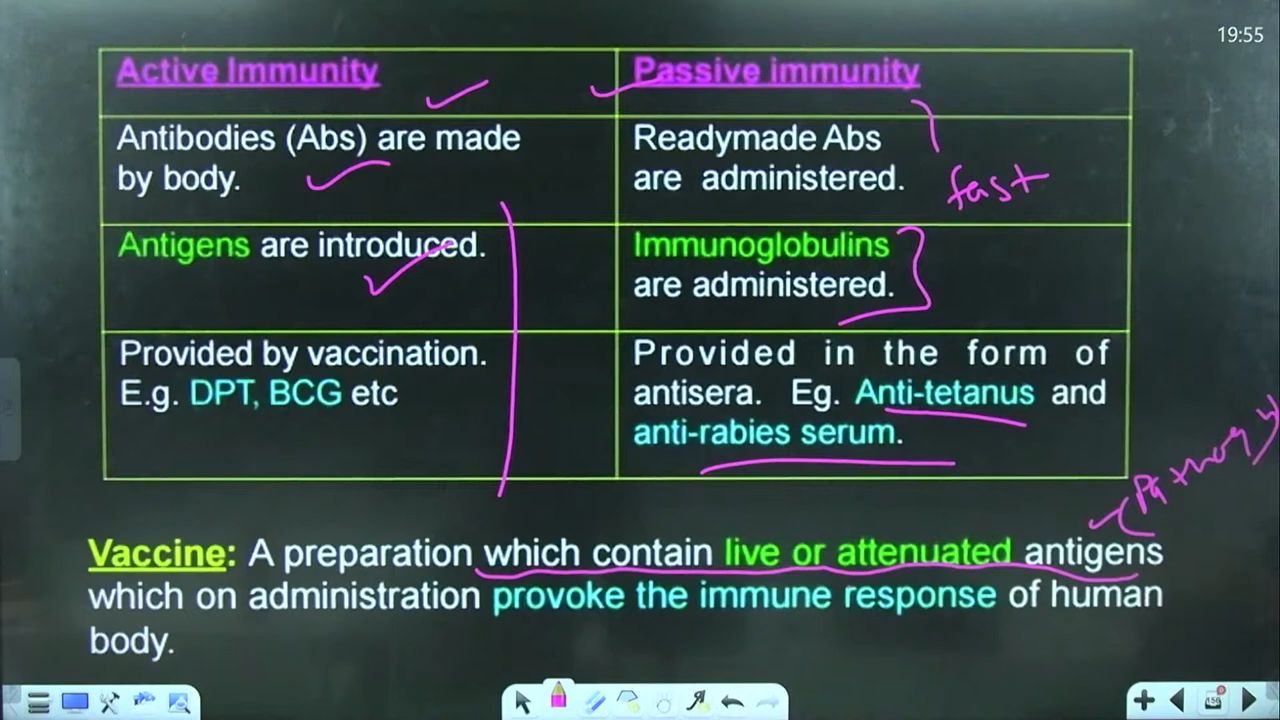 19:55
Active Immunity
Passive immunity
Antibodies (Abs) are made
by body.
Readymade Abs
are administered.
fast
Antigens are introduced.
Immunoglobulins
are administered.
Provided by vaccination.
E.g. DPT, BCG etc
Provided in the form of
antisera. Eg. Anti-tetanus and
anti-rabies serum.
Vaccine: A preparation which contain live or attenuated antigens
which on administration provoke the immune response of human
body.